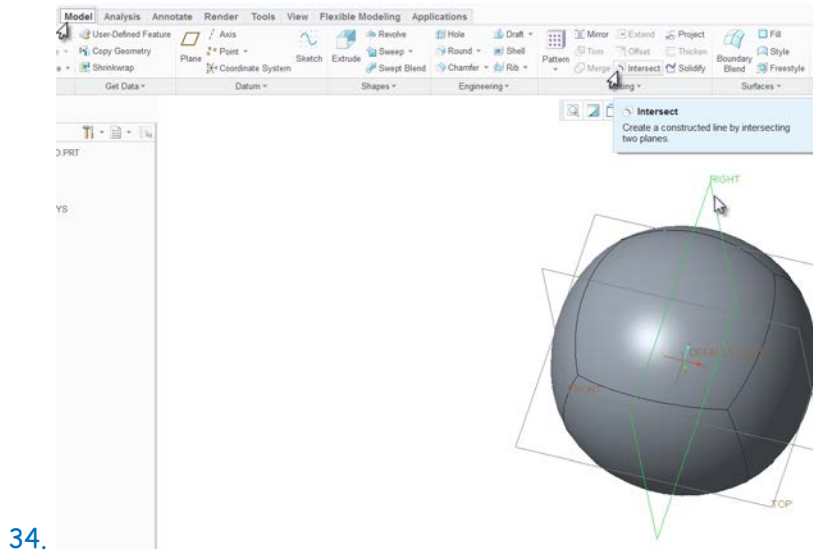 Model Analysis Annotate Render Tools View Flexible Modeling Applications
User-Defined Feature
Copy Geometry
Shrinkwrap
Get Data
Plane
Axis
Point
Coordinate System
Sketch
Datum
Extrude
Revolve
Sweep
Swept Blend
Shapes
Hole
Draft
Round
Shell
Chamfer
Rib
Engineering
Pattern
Mirror
Extend
Project
Trim
Offset
Thicken
Merge
Intersect
Solidify
Boundary Blend
Fill
Style
Freestyle
Surfaces
Intersect
Create a constructed line by intersecting
two planes.
.PRT
YS
RIGHT
FRONT
TOP
34.